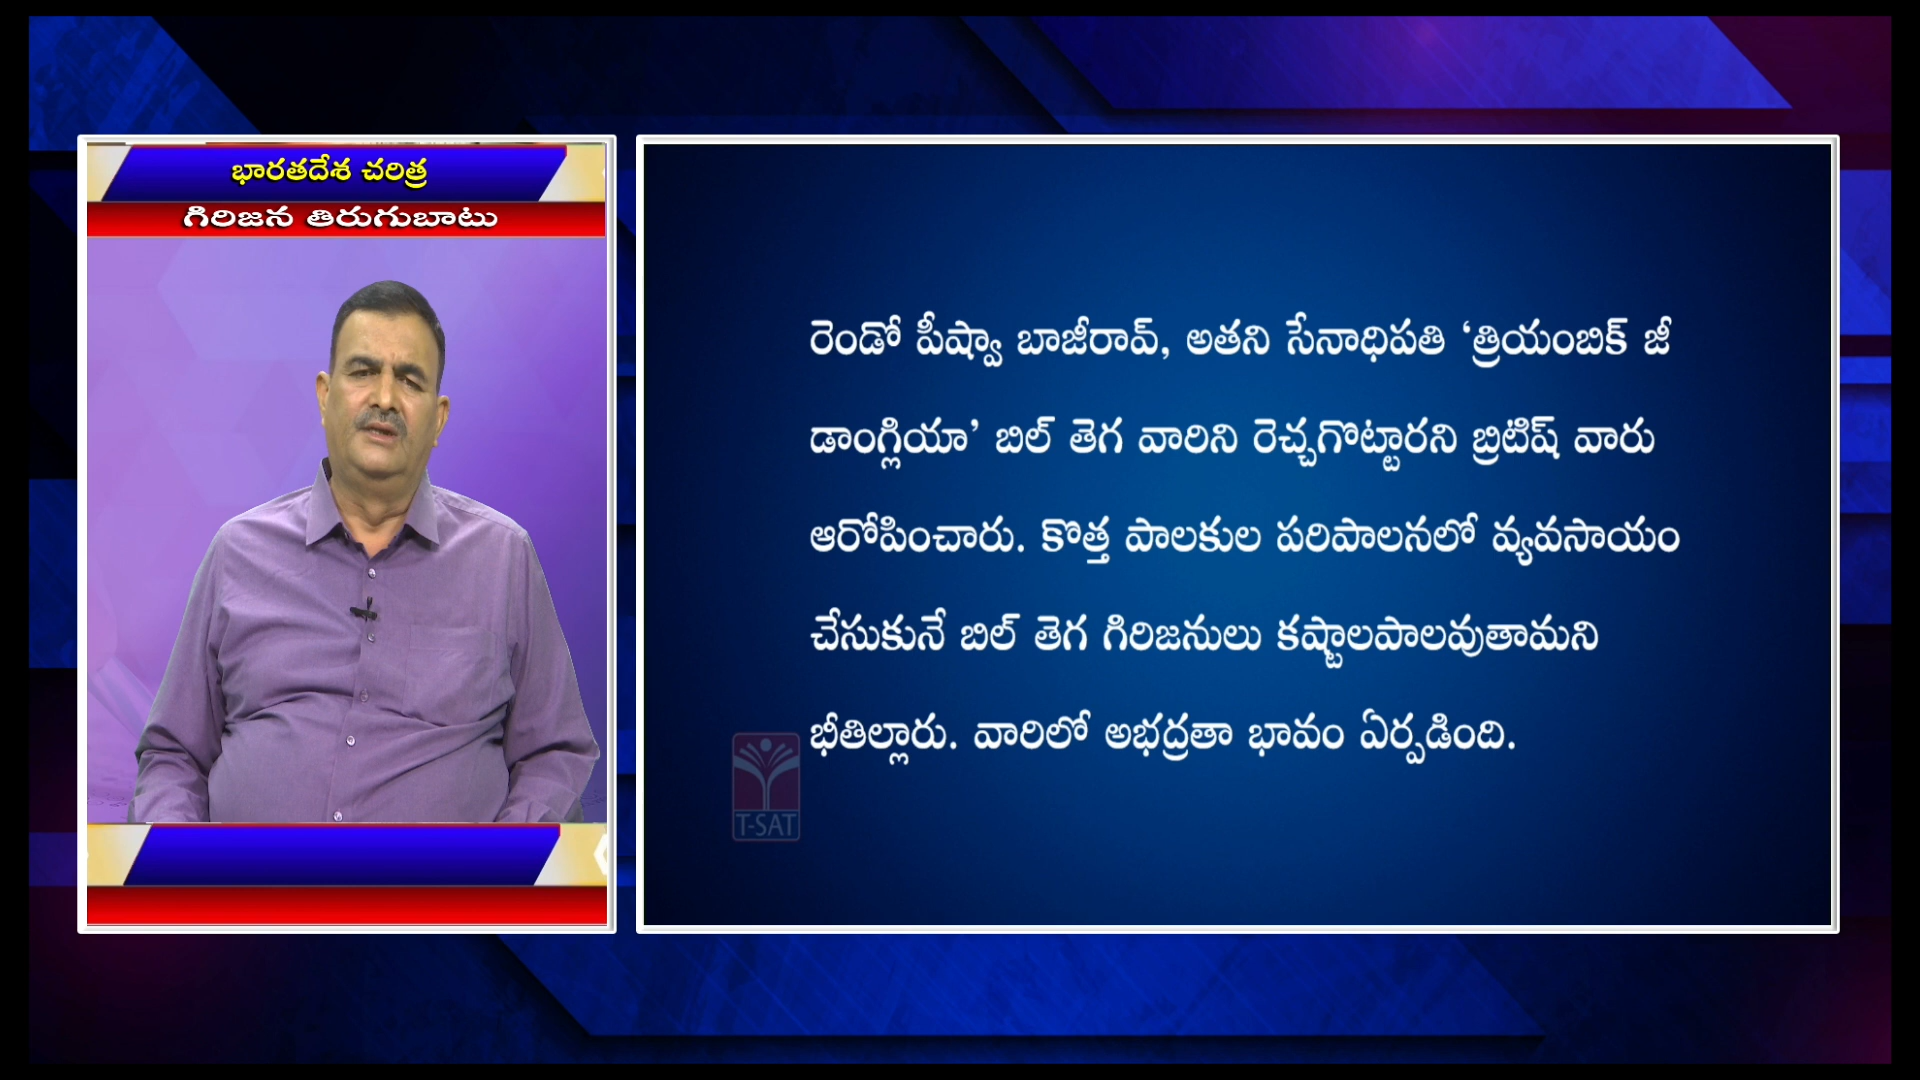 భారతదేశ చరిత్ర
గిరిజన తిరుగుబాటు
రెండో పీష్వా బాజీరావ్, అతని సేనాధిపతి ‘త్రియంబిక్ జీ
డాంగ్లియా’ బిల్ తెగ వారిని రెచ్చగొట్టారని బ్రిటిష్ వారు
ఆరోపించారు. కొత్త పాలకుల పరిపాలనలో వ్యవసాయం
చేసుకునే బిల్ తెగ గిరిజనులు కష్టాలపాలవుతామని
భీతిల్లారు. వారిలో అభద్రతా భావం ఏర్పడింది.
T-SAT